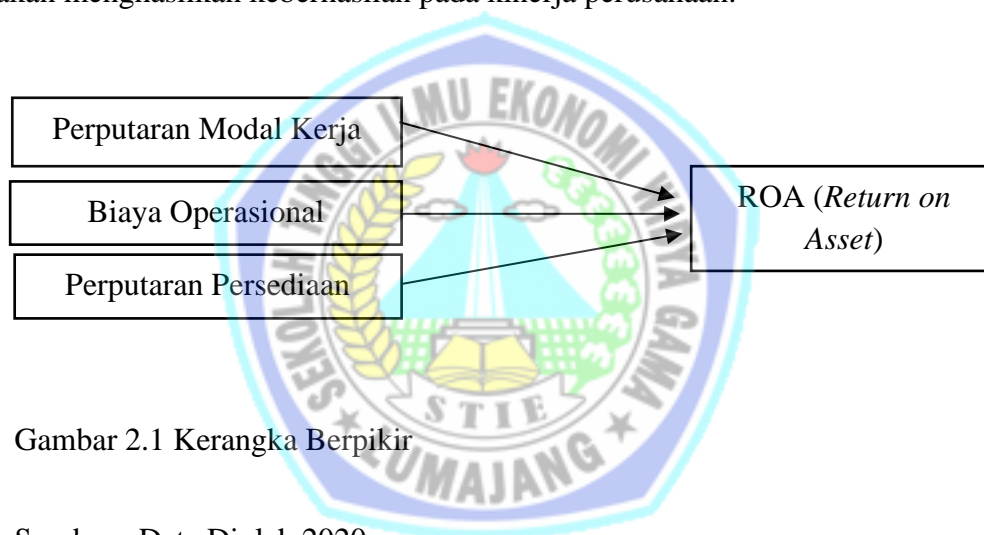 akan menghasilkan keberhasilan pada kinerja perusahaan.
Perputaran Modal Kerja
Biaya Operasional
Perputaran Persediaan
ROA (Return on
Asset)
SEKOLAH TINGGI ILMU EKONOMI WIDYA GAMA
STIE
LUMAJANG
Gambar 2.1 Kerangka Berpikir
Sumber : Data Diolah 2020